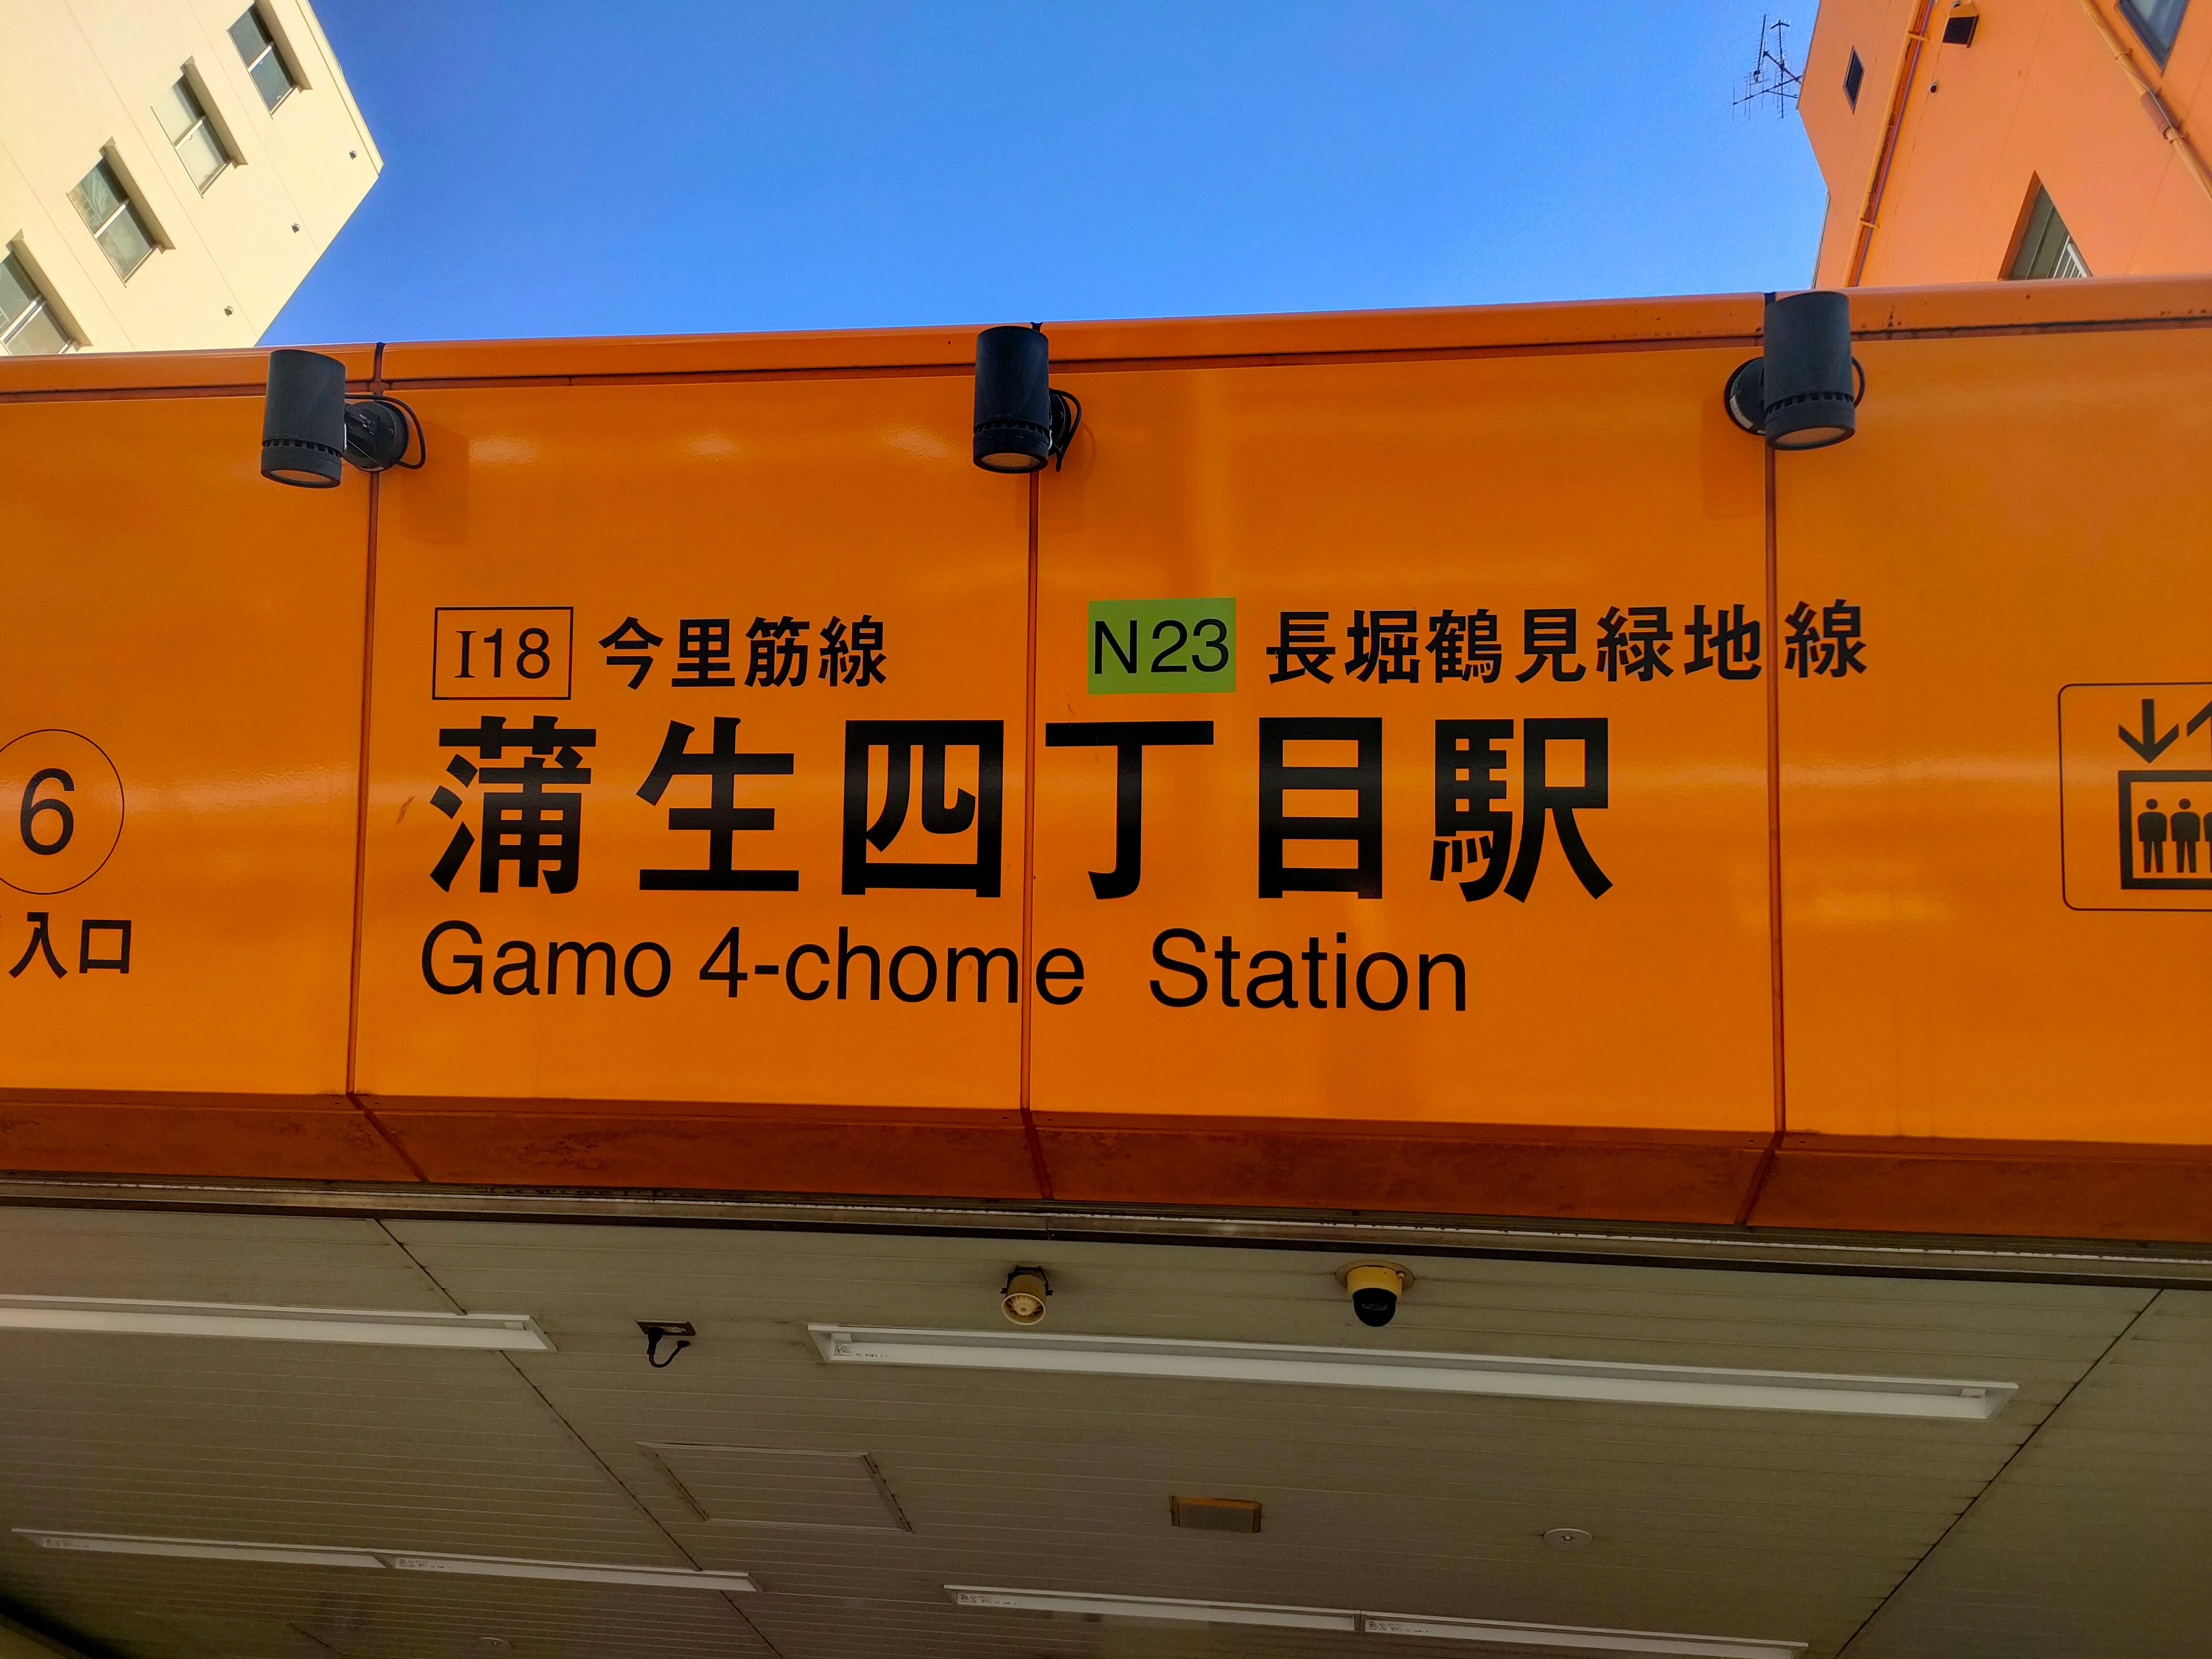 I18 今里筋線 N23 長堀鶴見緑地線
蒲生四丁目駅
Gamo 4-chome Station
6
入口